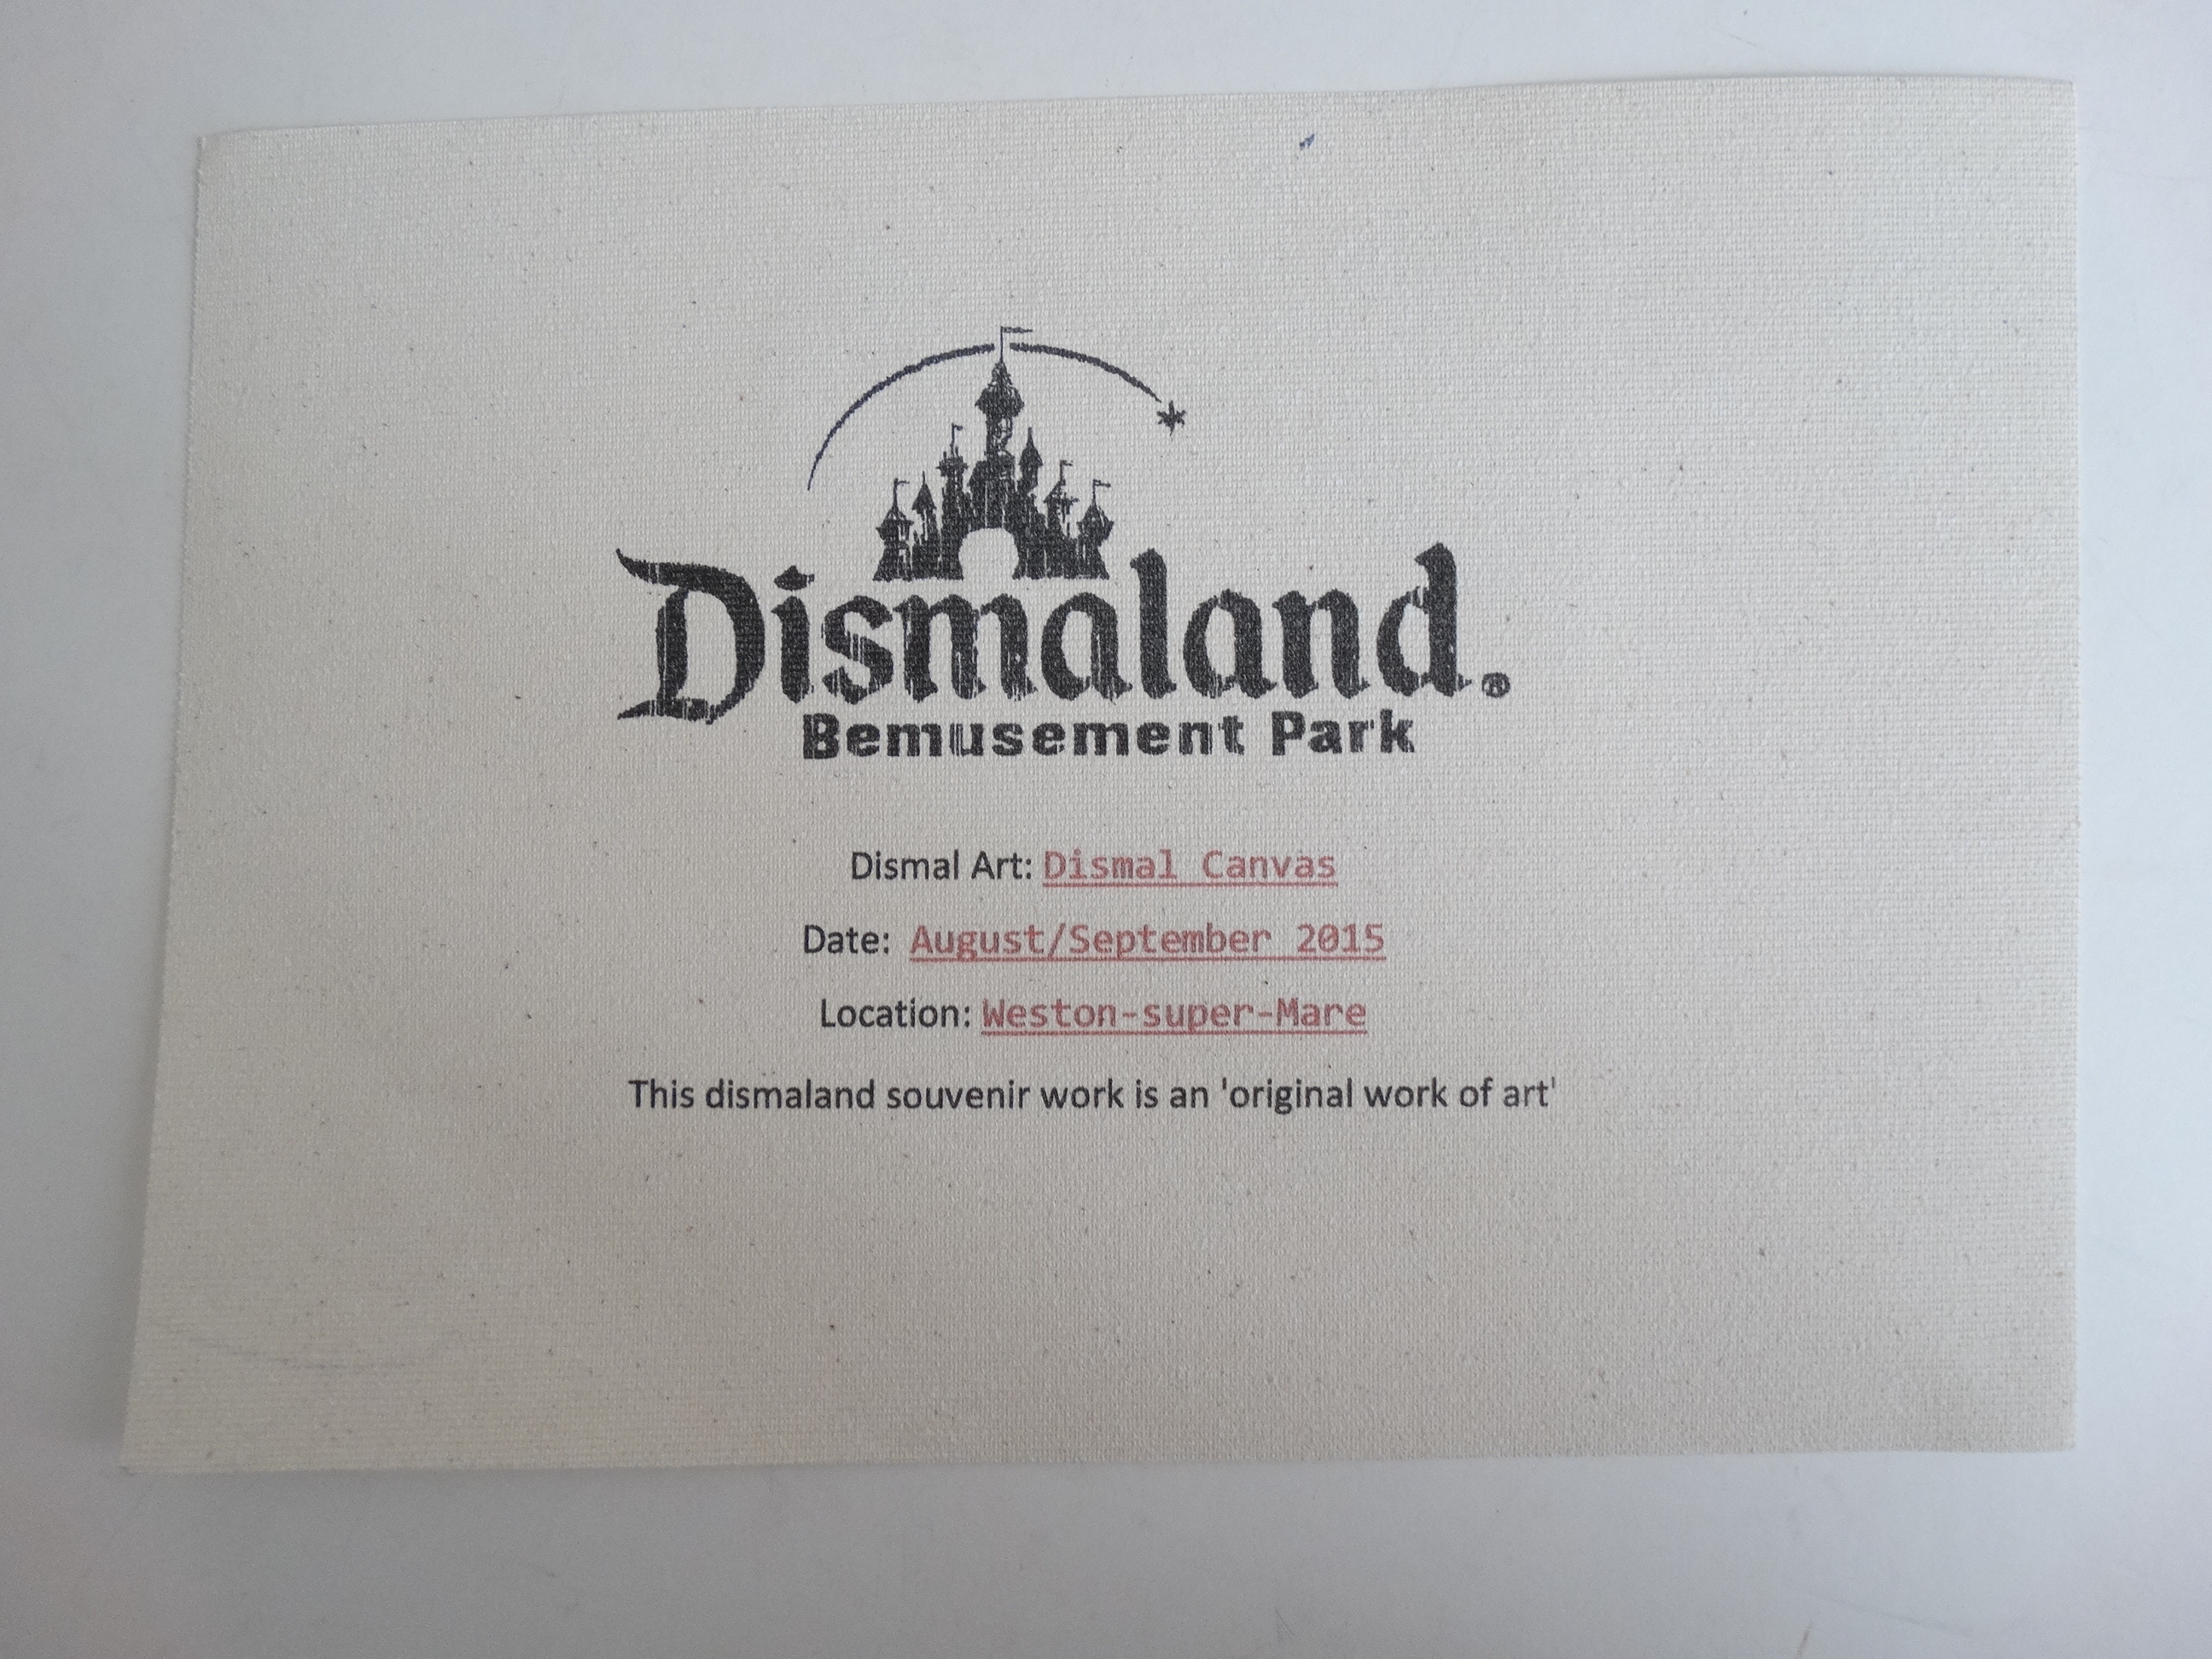 Dismaland.®
Bemusement Park
Dismal Art: Dismal Canvas
Date: August/September 2015
Location: Weston-super-Mare
This dismaland souvenir work is an 'original work of art'